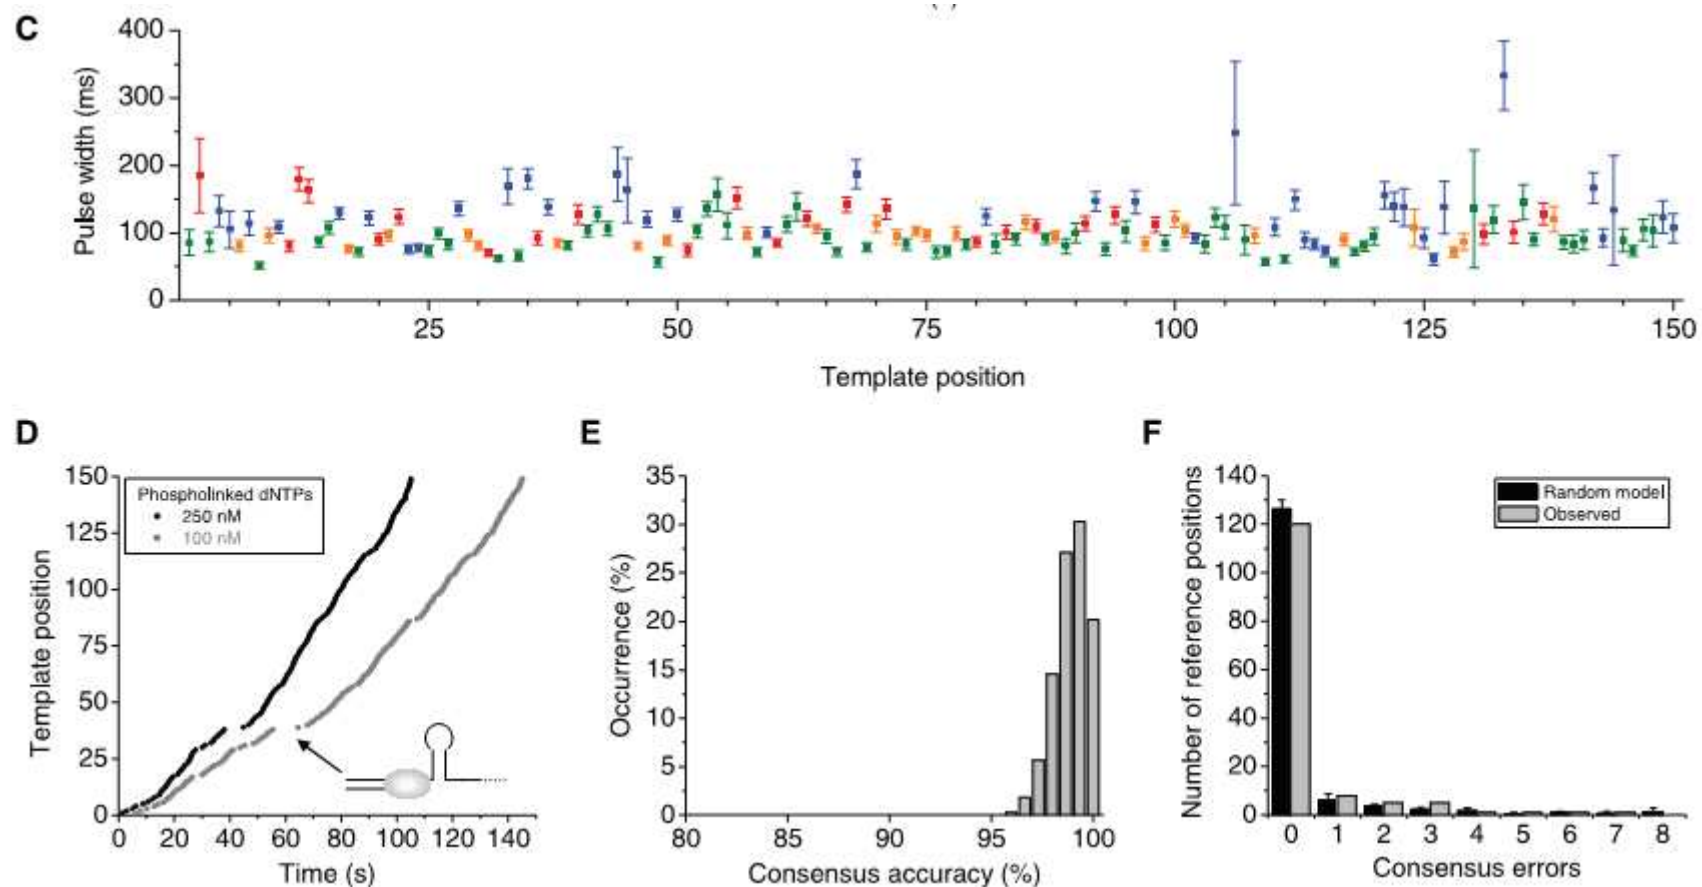 C
400
300
200
100
0
Pulse width (ms)
25 50 75 100 125 150
Template position
D
150
125
100
75
50
25
0
Template position
Phospholinked dNTPs
250 nM
100 nM
0 20 40 60 80 100 120 140
Time (s)
E
35
30
25
20
15
10
5
0
Occurrence (%)
80 85 90 95 100
Consensus accuracy (%)
F
140
120
100
80
60
40
20
0
Number of reference positions
Random model
Observed
0 1 2 3 4 5 6 7 8
Consensus errors